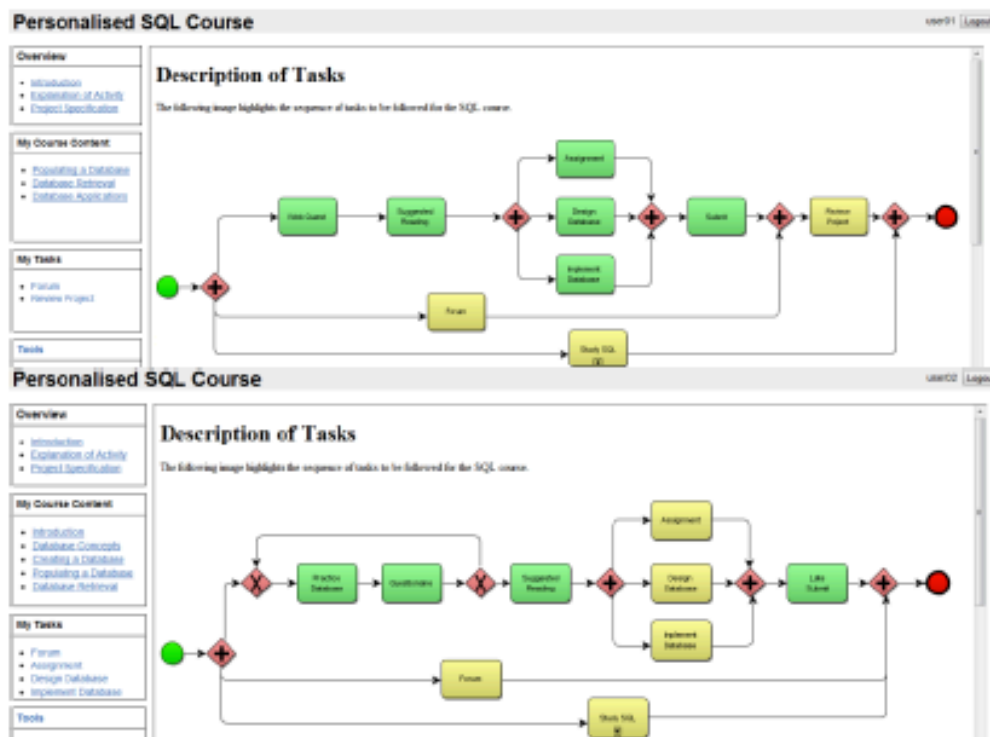 Personalised SQL Course
user01 Logout
Overview
Introduction
Explanation of Activity
Project Specification
My Course Content
Populating a Database
Database Retrieval
Database Applications
My Tasks
Forum
Review Project
Tools
Description of Tasks
The following image highlights the sequence of tasks to be followed for the SQL course.
Assignment
Web Quest
Suggested
Reading
Design
Database
Submit
Review
Project
Implement
Database
Forum
Study SQL
Personalised SQL Course
user02 Logout
Overview
Introduction
Explanation of Activity
Project Specification
My Course Content
Introduction
Database Concepts
Creating a Database
Populating a Database
Database Retrieval
My Tasks
Forum
Assignment
Design Database
Implement Database
Tools
Description of Tasks
The following image highlights the sequence of tasks to be followed for the SQL course.
Assignment
Practice
Database
Questionnaire
Suggested
Reading
Design
Database
Late
Submit
Implement
Database
Forum
Study SQL